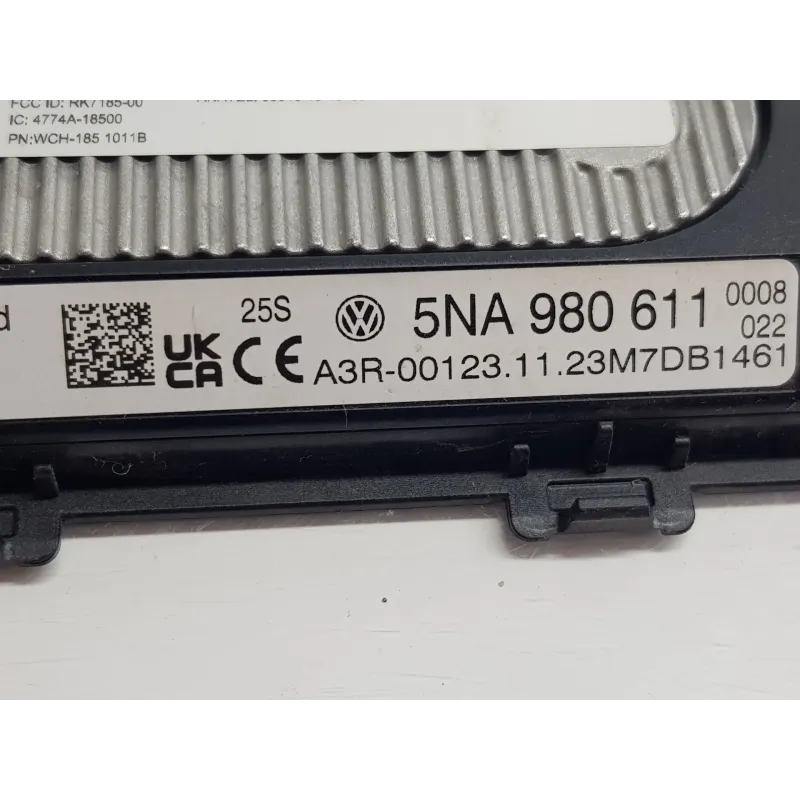 FCC ID: RK7185-00
IC: 4774A-18500
PN:WCH-185 1011B
d
25S
UK
CA CE
5NA 980 611 0008
022
A3R-00123.11.23M7DB1461